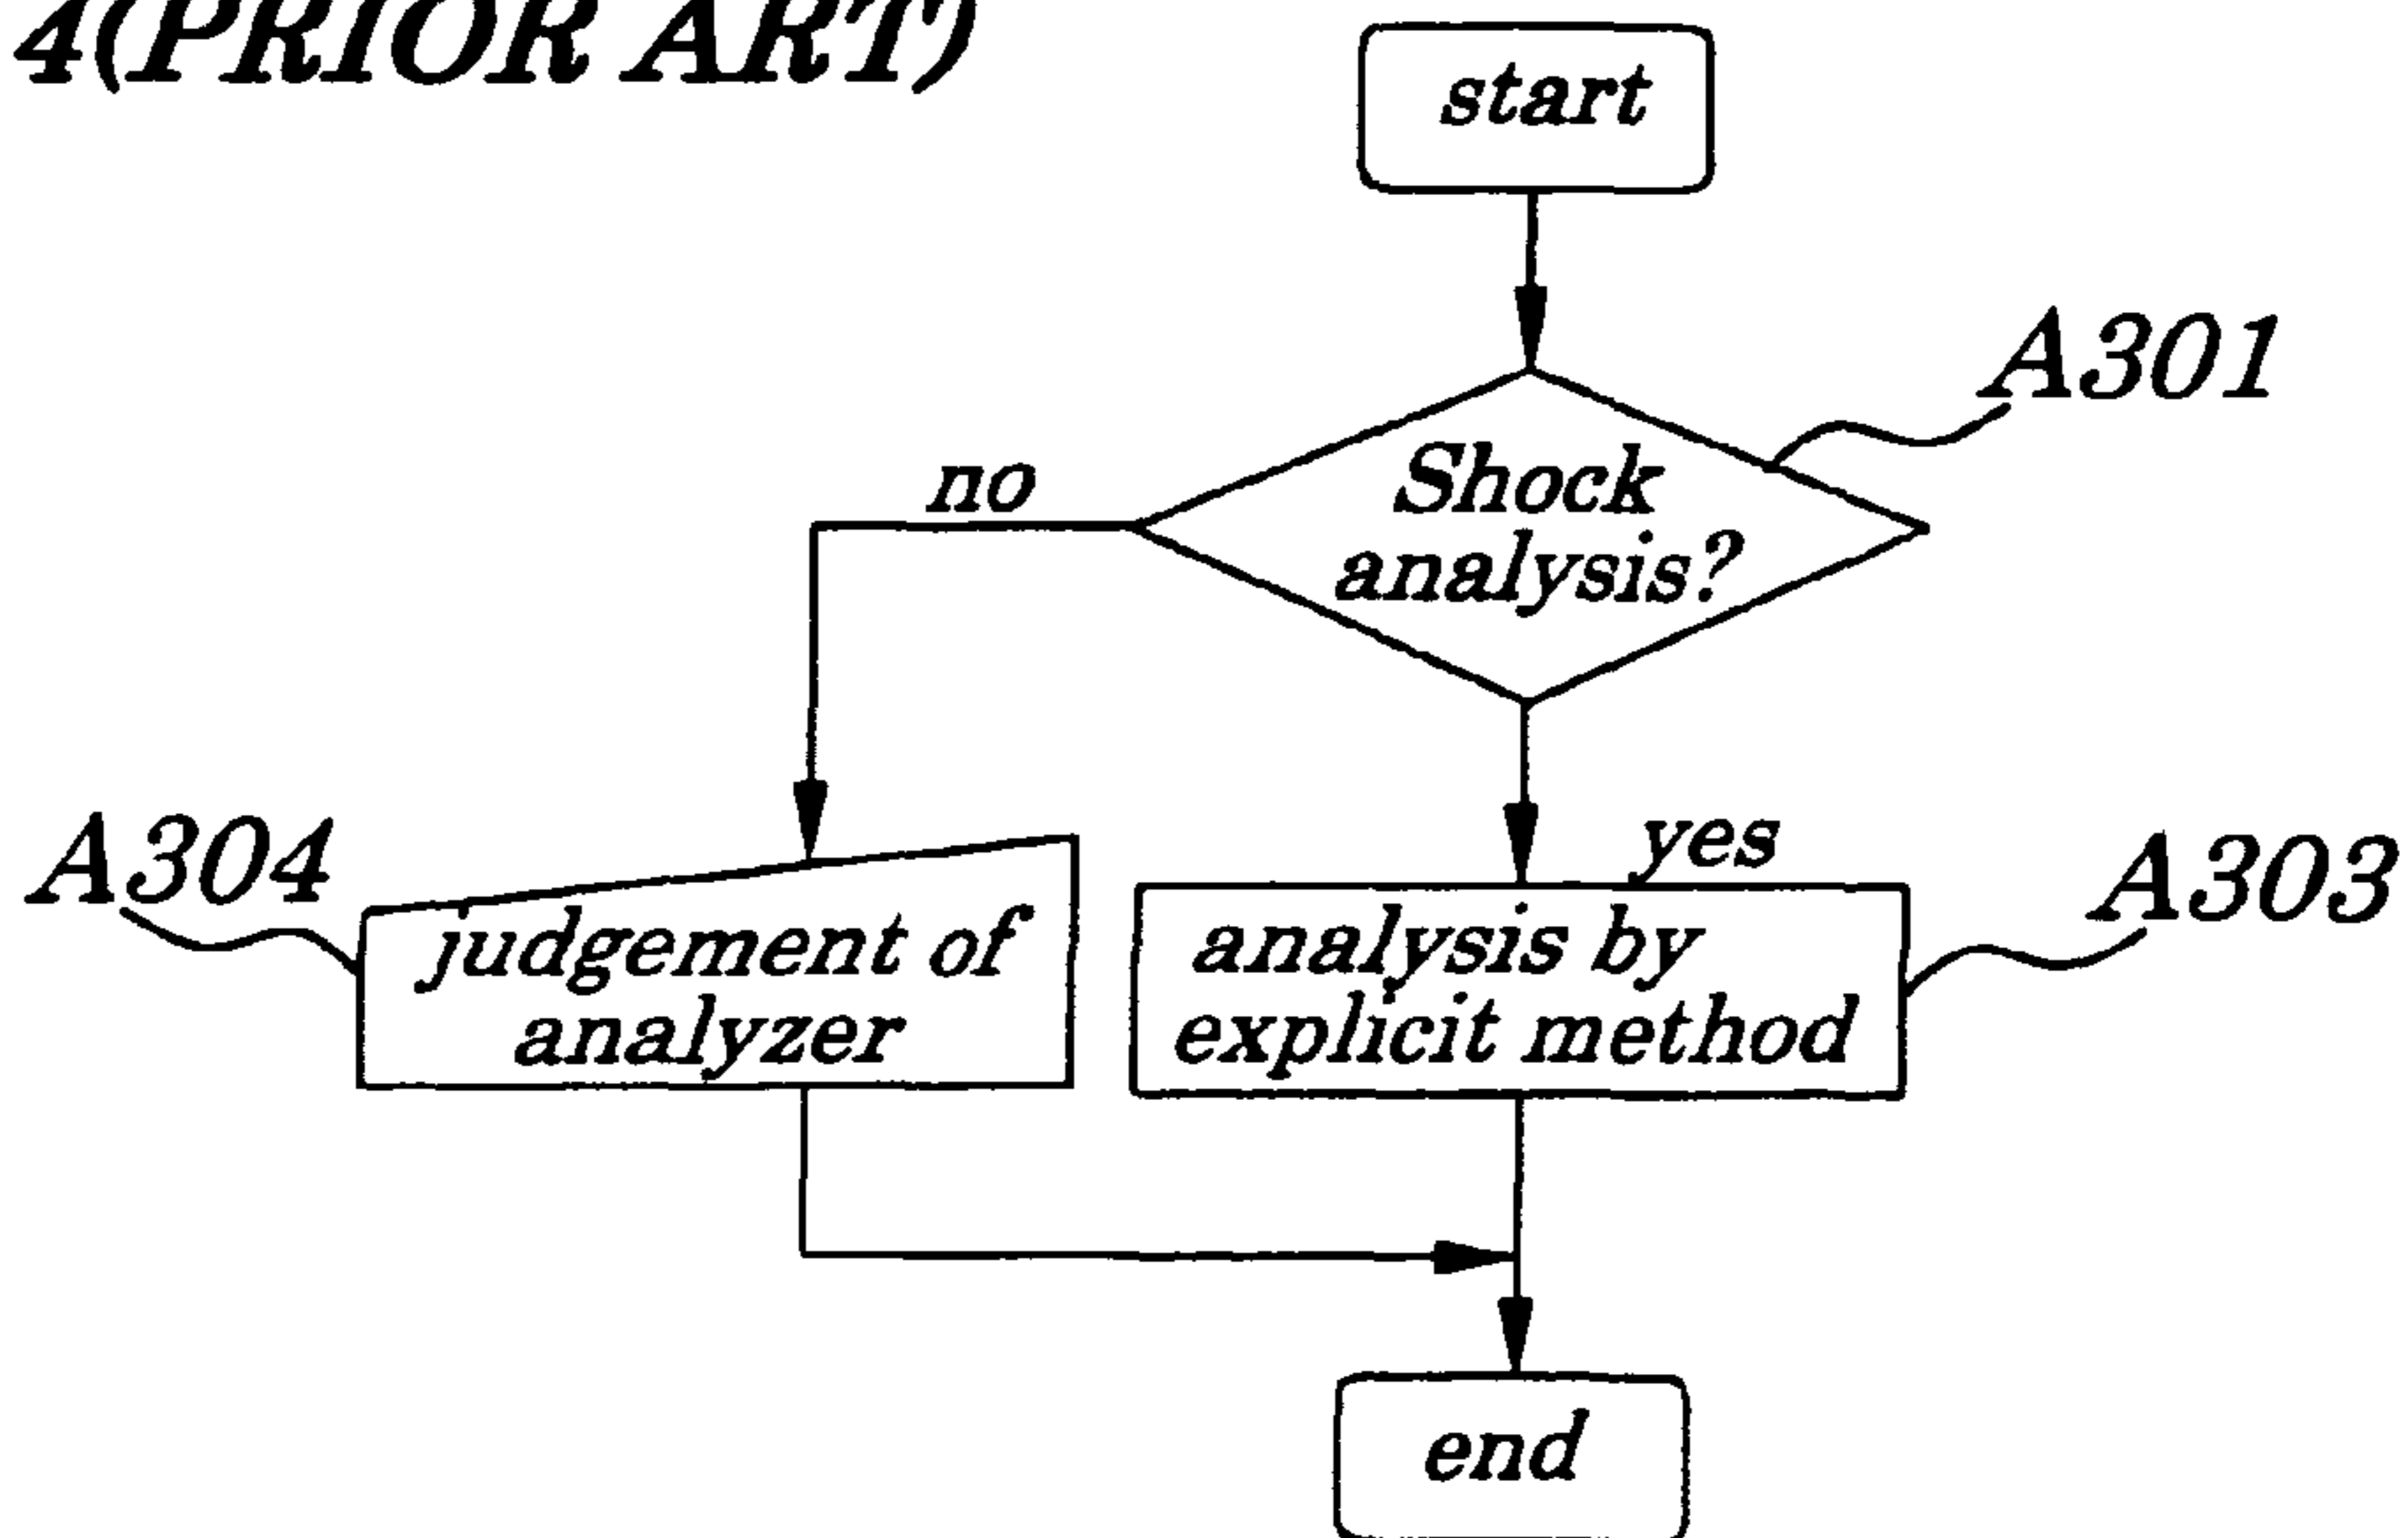 4(PRIOR ART)
start
A301
no
Shock
analysis?
A304
yes
A303
judgement of
analyzer
analysis by
explicit method
end